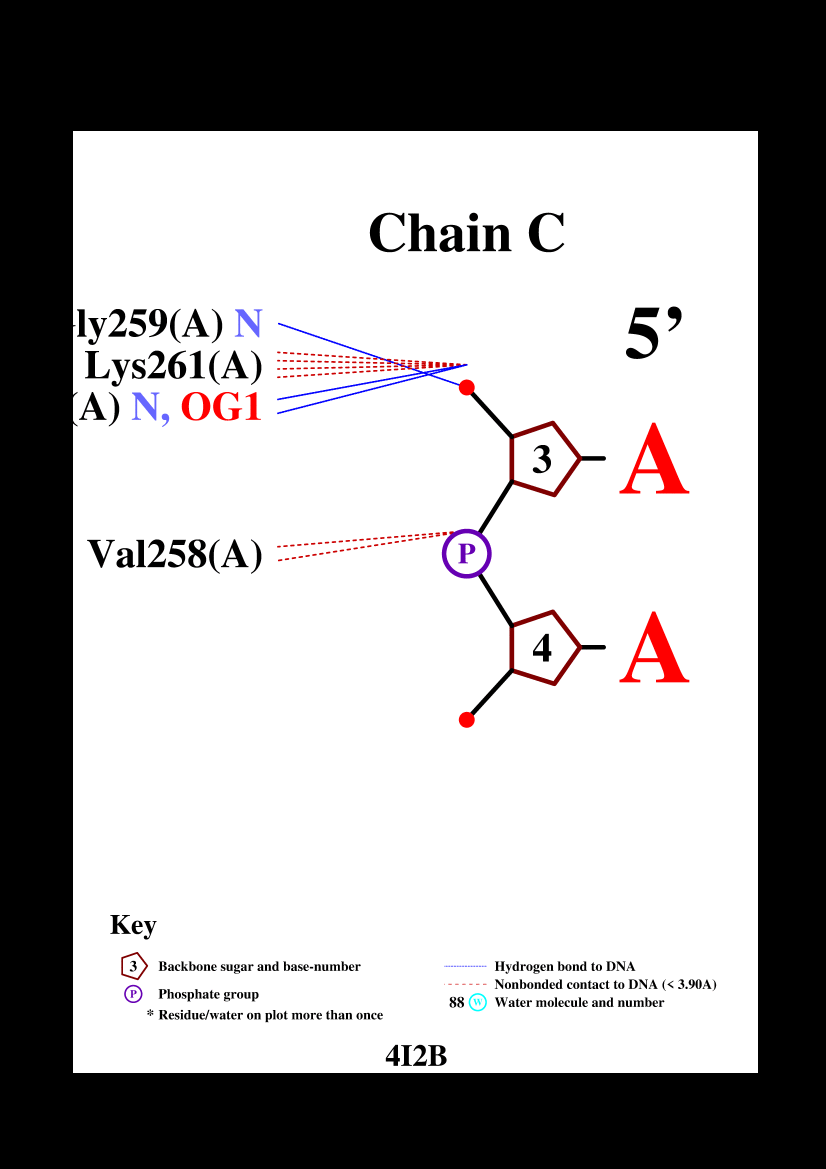 Chain C
ly259(A) N
5’
Lys261(A)
(A) N, OG1
3
A
Val258(A)
P
4
A
Key
3 Backbone sugar and base-number
P Phosphate group
* Residue/water on plot more than once
Hydrogen bond to DNA
Nonbonded contact to DNA (< 3.90A)
88 W Water molecule and number
4I2B